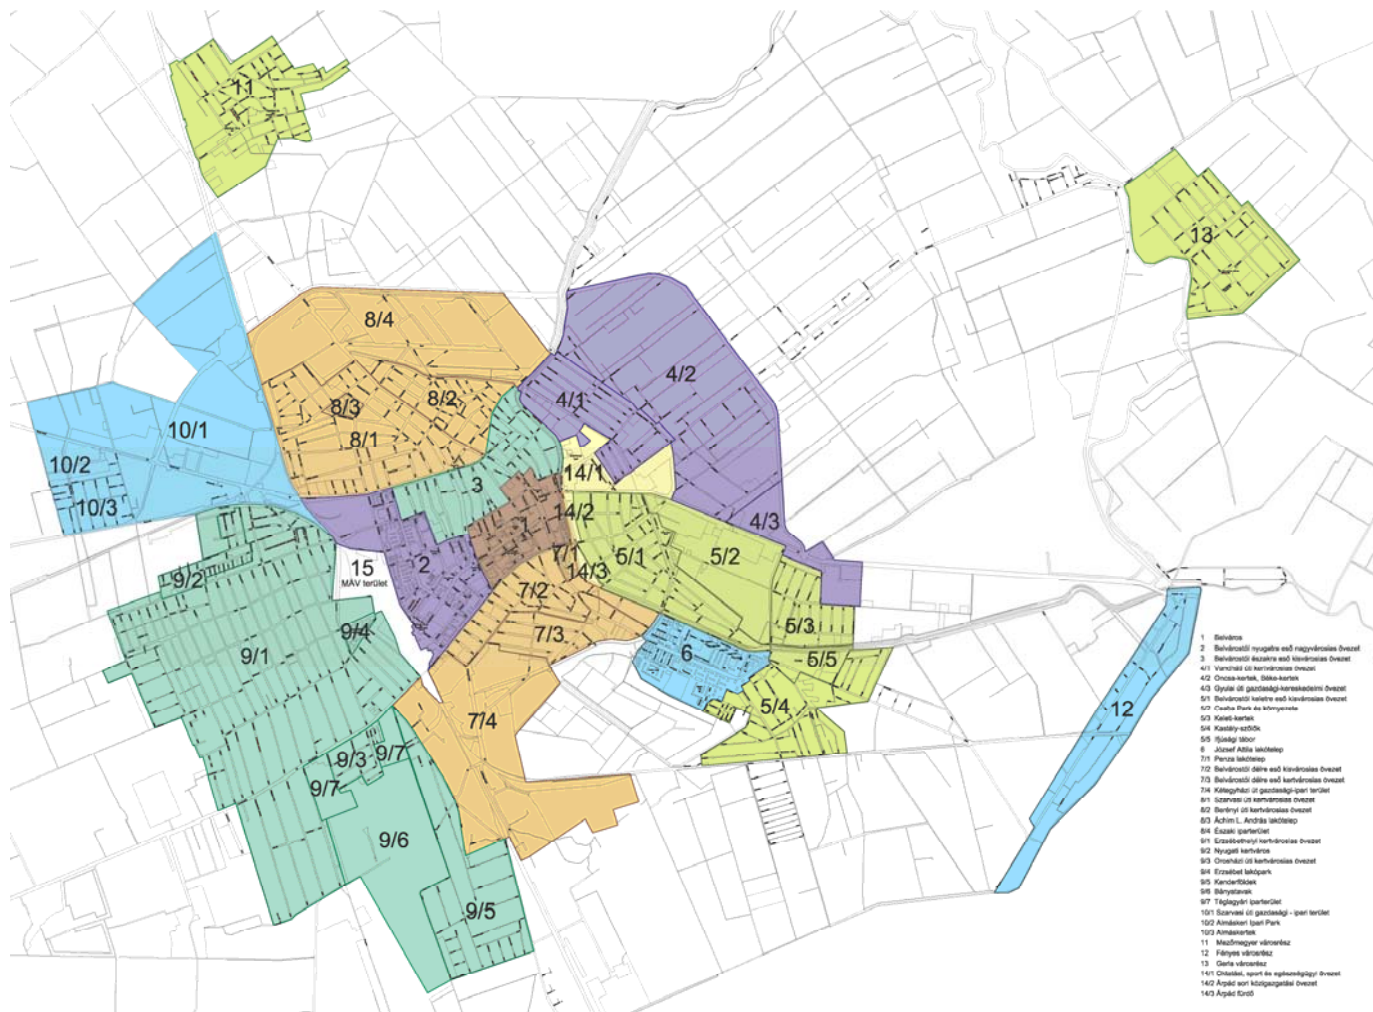 11
13
8/4
4/2
8/3
8/2
4/1
10/1
8/1
14/1
10/2
3
10/3
14/2
1
4/3
7/1
5/1
5/2
15
MÁV terület
2
14/3
9/2
7/2
5/3
9/4
7/3
9/1
6
5/5
5/4
12
7/4
9/3
9/7
9/7
9/6
9/5
1 Belváros
2 Belvárostól nyugatra eső nagyvárosias övezet
3 Belvárostól északra eső kisvárosias övezet
4/1 Vandháti úti kertvárosias övezet
4/2 Oncsa-kertek, Béke-kertek
4/3 Gyulai úti gazdasági-kereskedelmi övezet
5/1 Belvárostól keletre eső kisvárosias övezet
5/2 Csaba Park és környezete
5/3 Keleti-kertek
5/4 Kastély-szőlők
5/5 Ifjúsági tábor
6 József Attila lakótelep
7/1 Penza lakótelep
7/2 Belvárostól délre eső kisvárosias övezet
7/3 Belvárostól délre eső kertvárosias övezet
7/4 Kétegyházi út gazdasági-ipari terület
8/1 Szarvasi úti kertvárosias övezet
8/2 Berényi úti kertvárosias övezet
8/3 Áchim L. András lakótelep
8/4 Északi iparterület
9/1 Erzsébethelyi kertvárosias övezet
9/2 Nyugati kertváros
9/3 Orosházi úti kertvárosias övezet
9/4 Erzsébet lakópark
9/5 Kenderföldek
9/6 Bányatavak
9/7 Téglagyári iparterület
10/1 Szarvasi úti gazdasági - ipari terület
10/2 Almáskeri Ipari Park
10/3 Almáskertek
11 Mezőmegyer városrész
12 Fényes városrész
13 Gerla városrész
14/1 Oktatási, sport és egészségügyi övezet
14/2 Árpád sori közigazgatási övezet
14/3 Árpád fürdő